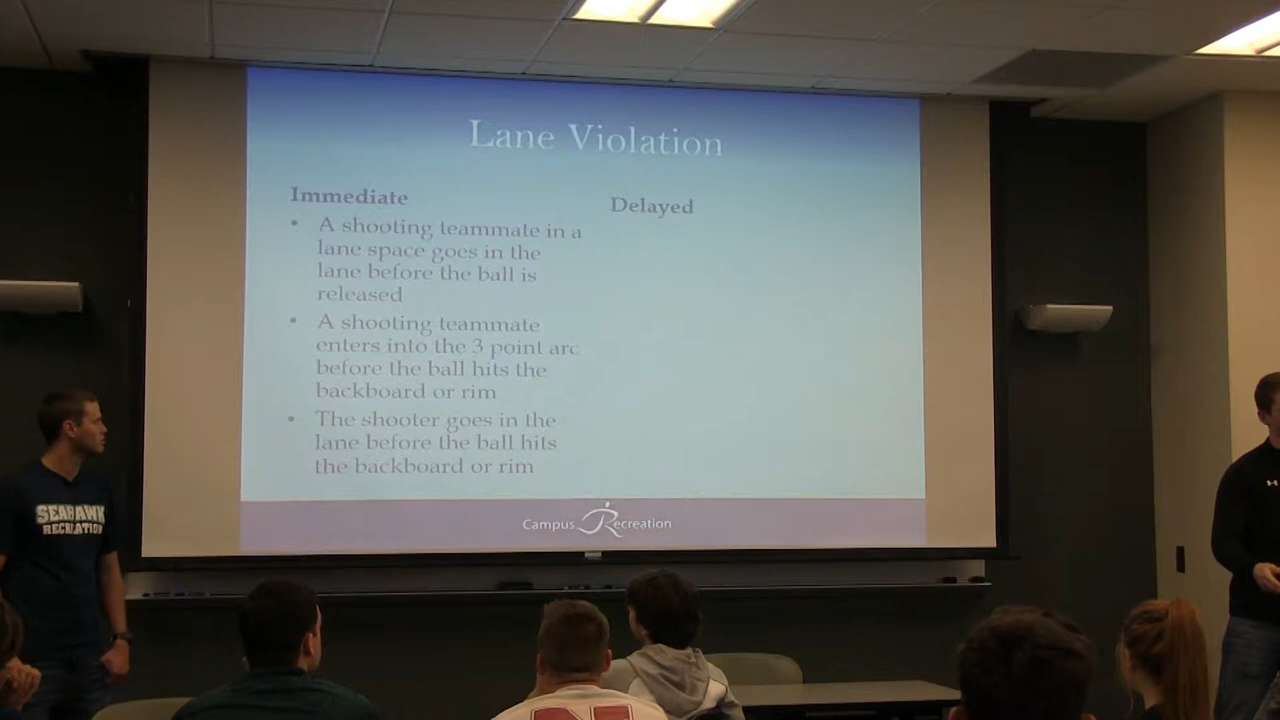 Lane Violation
Immediate
• A shooting teammate in a
lane space goes in the
lane before the ball is
released
• A shooting teammate
enters into the 3 point arc
before the ball hits the
backboard or rim
• The shooter goes in the
lane before the ball hits
the backboard or rim
Delayed
Campus Recreation
SEAHAWK
RECREATION
N